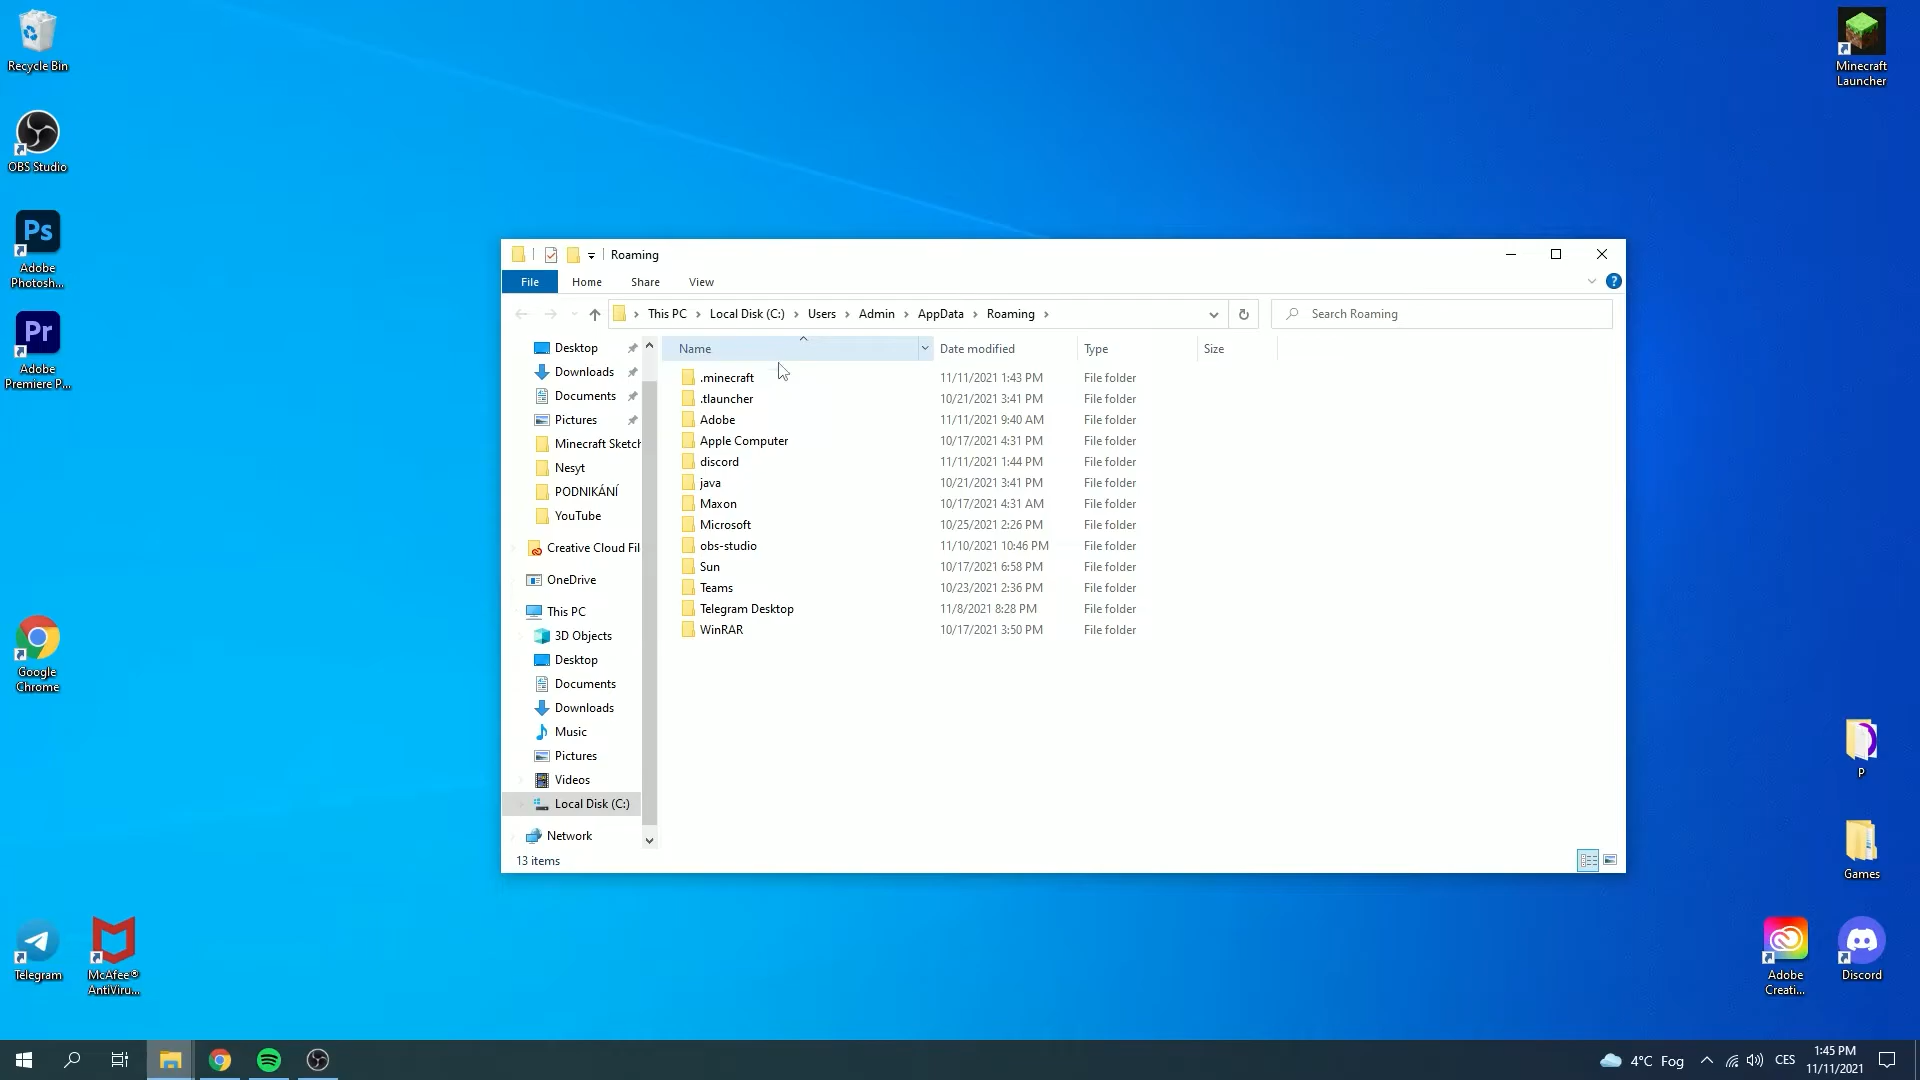 Recycle Bin
OBS Studio
Ps
Adobe
Photosh...
Pr
Adobe
Premiere P...
Google
Chrome
Telegram
McAfee®
AntiViru...
Minecraft
Launcher
P
Games
Adobe
Creati...
Discord
Roaming
File
Home
Share
View
This PC
Local Disk (C:)
Users
Admin
AppData
Roaming
Search Roaming
Desktop
Downloads
Documents
Pictures
Minecraft Sketch
Nesyt
PODNIKÁNÍ
YouTube
Creative Cloud Fil
OneDrive
This PC
3D Objects
Desktop
Documents
Downloads
Music
Pictures
Videos
Local Disk (C:)
Network
Name Date modified Type Size
.minecraft 11/11/2021 1:43 PM File folder
.tlauncher 10/21/2021 3:41 PM File folder
Adobe 11/11/2021 9:40 AM File folder
Apple Computer 10/17/2021 4:31 PM File folder
discord 11/11/2021 1:44 PM File folder
java 10/21/2021 3:41 PM File folder
Maxon 10/17/2021 4:31 AM File folder
Microsoft 10/25/2021 2:26 PM File folder
obs-studio 11/10/2021 10:46 PM File folder
Sun 10/17/2021 6:58 PM File folder
Teams 10/23/2021 2:36 PM File folder
Telegram Desktop 11/8/2021 8:28 PM File folder
WinRAR 10/17/2021 3:50 PM File folder
13 items
4°C Fog
CES
1:45 PM
11/11/2021